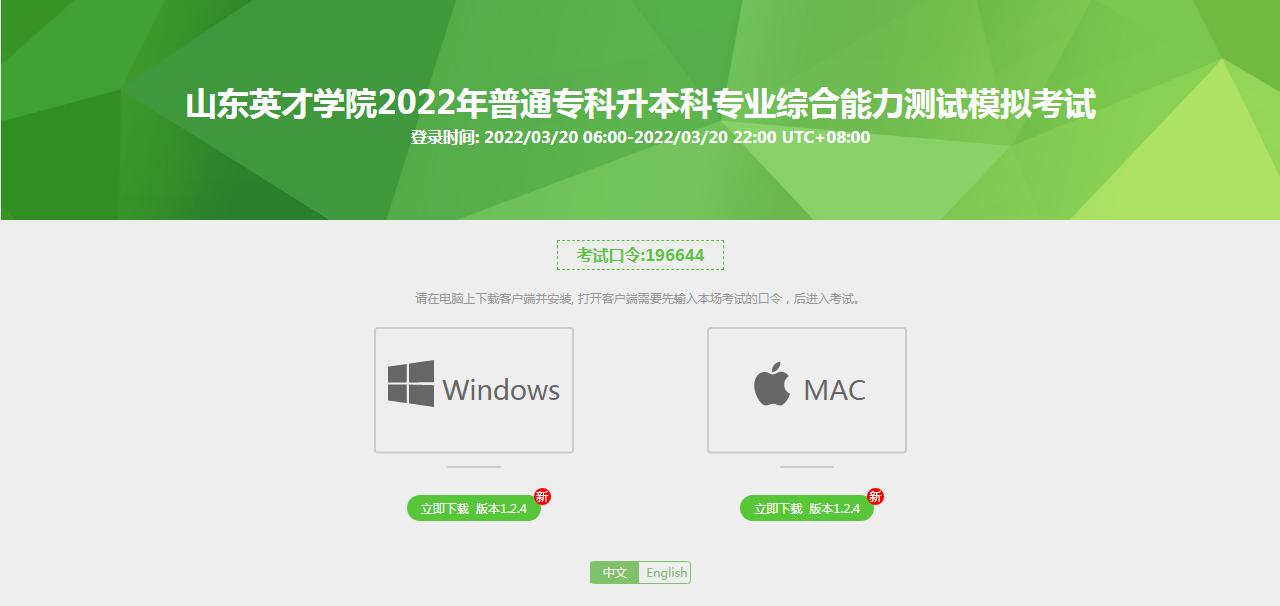 山东英才学院2022年普通专科升本科专业综合能力测试模拟考试
登录时间: 2022/03/20 06:00-2022/03/20 22:00 UTC+08:00
考试口令:196644
请在电脑上下载客户端并安装, 打开客户端需要先输入本场考试的口令，后进入考试。
Windows
MAC
立即下载 版本1.2.4
新
立即下载 版本1.2.4
新
中文
English